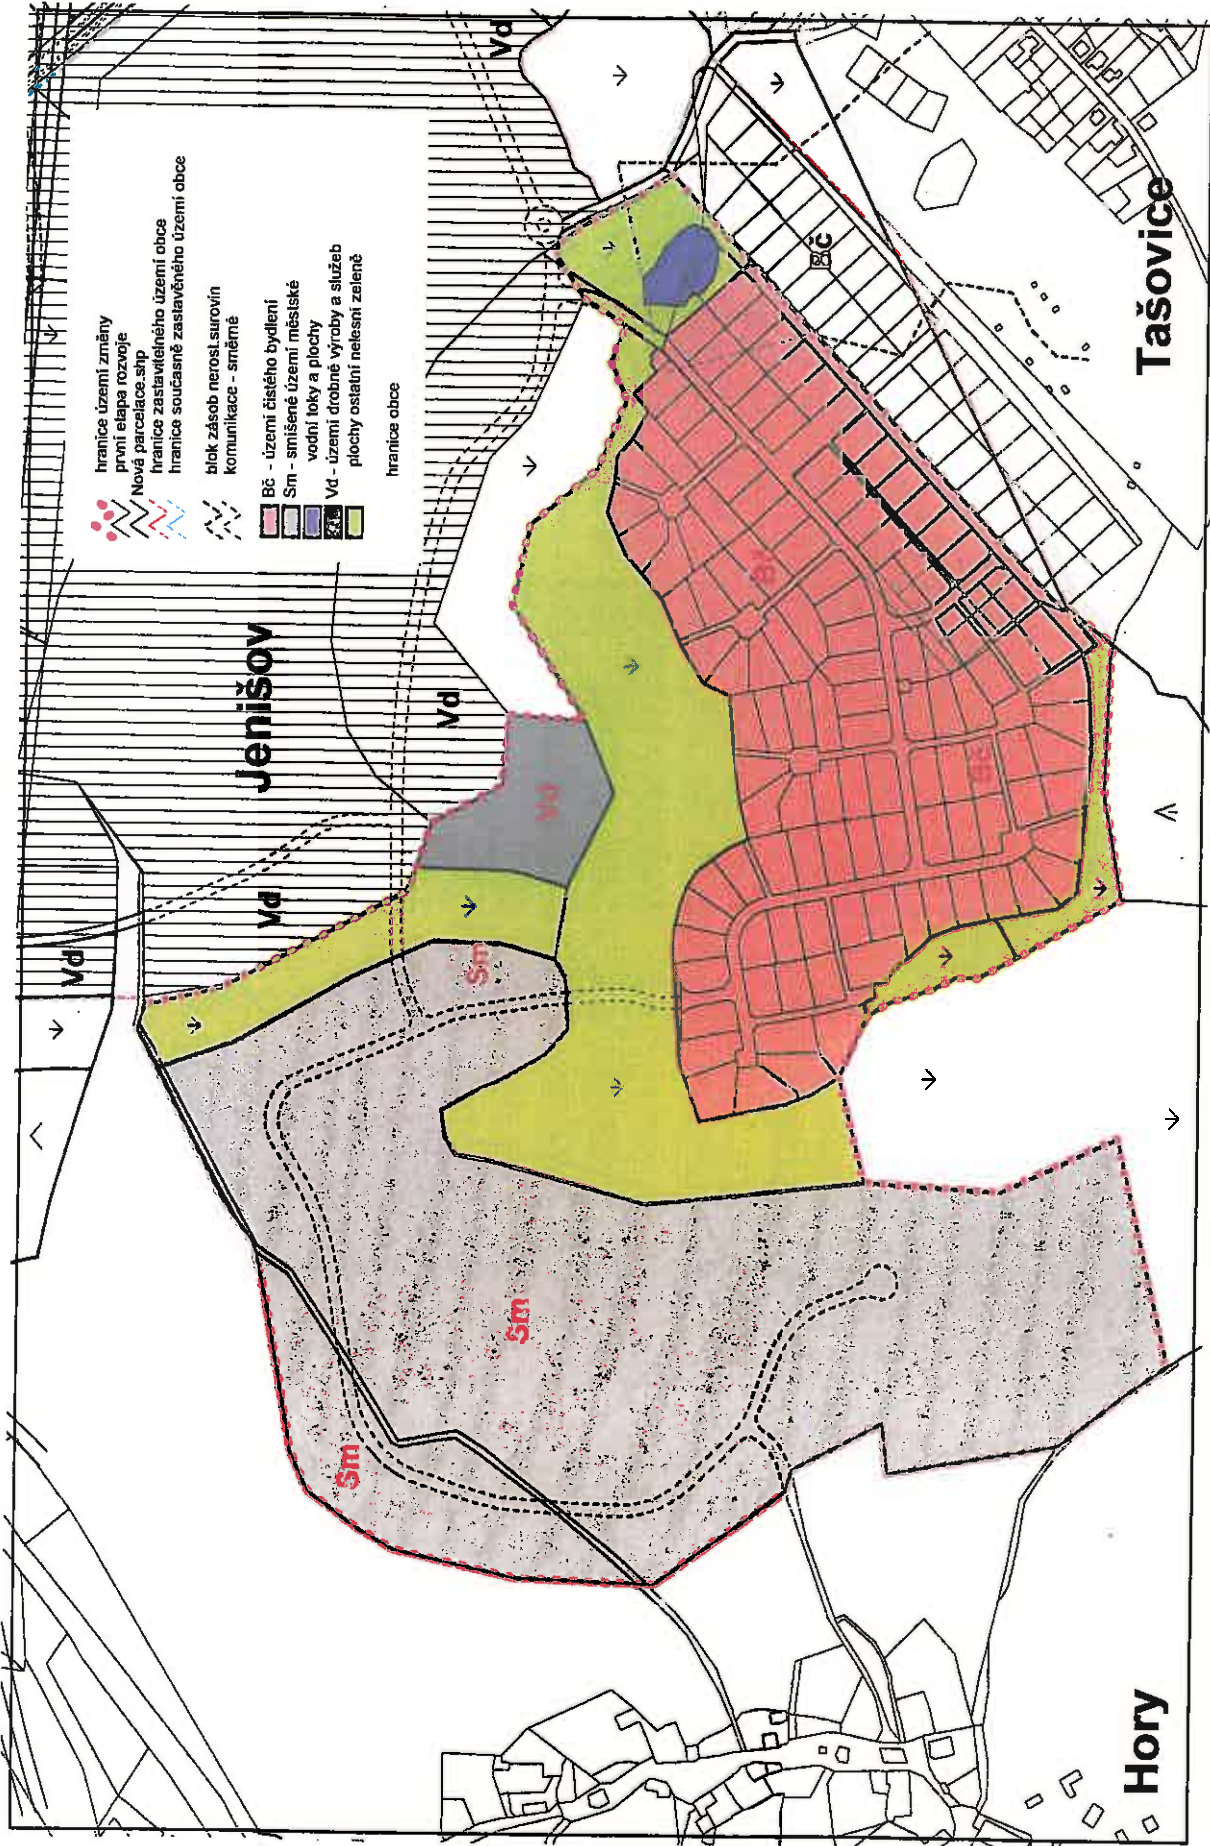 hranice území změny
první etapa rozvoje
Nová parcelace.shp
hranice zastavitelného území obce
hranice současně zastavěného území obce
blok zásob nerost.surovin
komunikace - směrné
Bč - území čistého bydlení
Sm - smíšené území městské
vodní toky a plochy
Vd - území drobné výroby a služeb
plochy ostatní nelesní zeleně
hranice obce
Jenišov
Tašovice
Hory
Vd
Vd
Vd
Vd
Vd
Sm
Sm
Sm
Bč
Bč
Bč